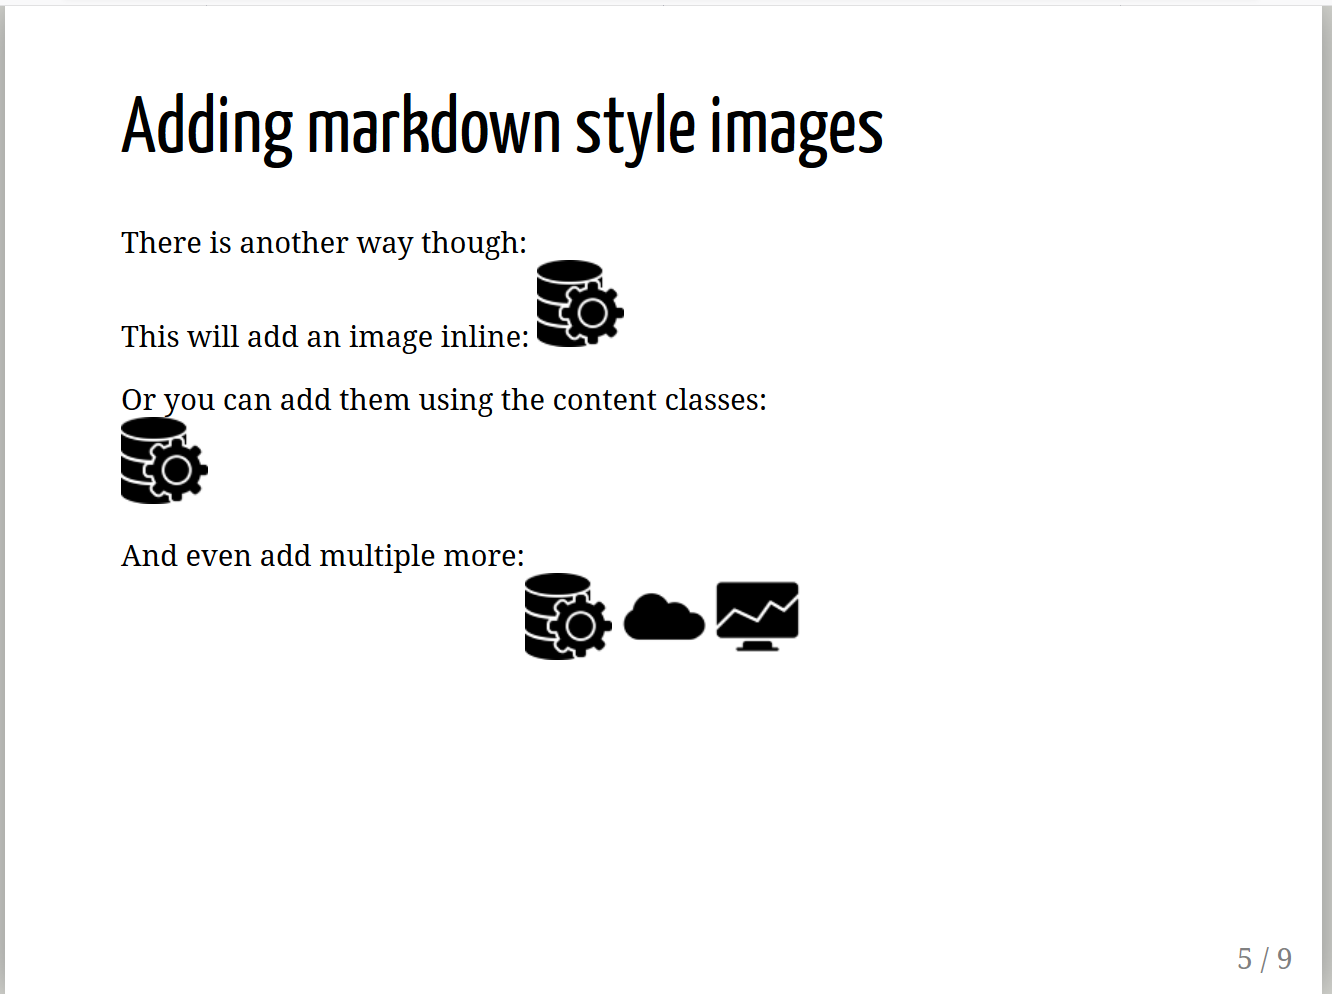 Adding markdown style images
There is another way though:
This will add an image inline:
Or you can add them using the content classes:
And even add multiple more:
5 / 9